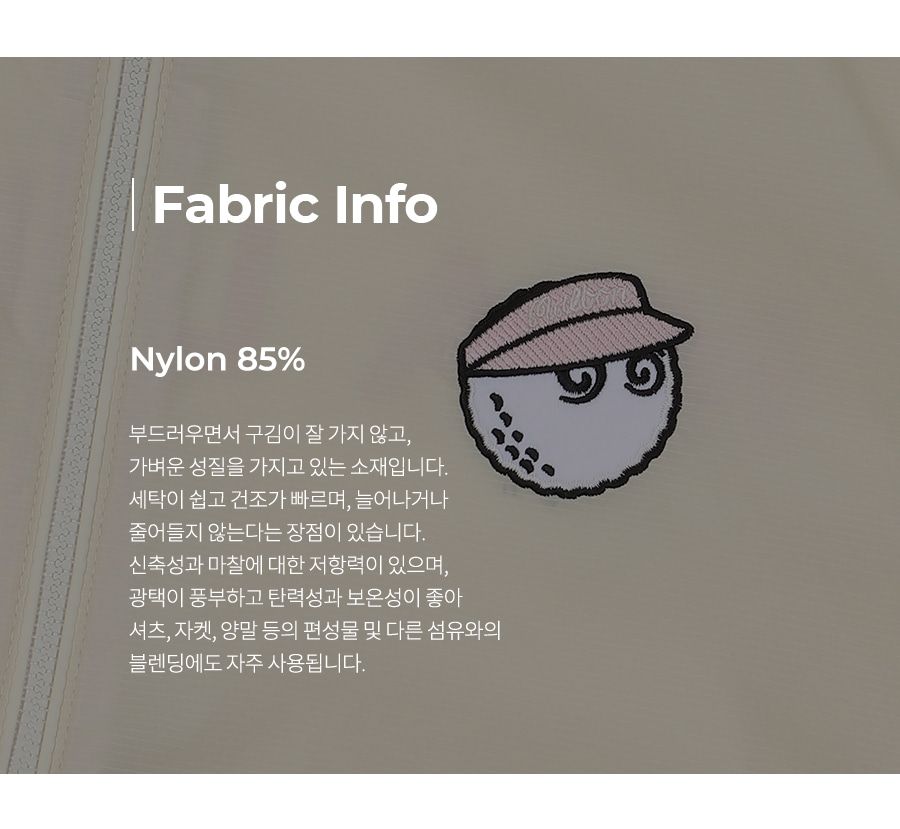 Fabric Info
Nylon 85%
부드러우면서 구김이 잘 가지 않고,
가벼운 성질을 가지고 있는 소재입니다.
세탁이 쉽고 건조가 빠르며, 늘어나거나
줄어들지 않는다는 장점이 있습니다.
신축성과 마찰에 대한 저항력이 있으며,
광택이 풍부하고 탄력성과 보온성이 좋아
셔츠, 자켓, 양말 등의 편성물 및 다른 섬유와의
블렌딩에도 자주 사용됩니다.